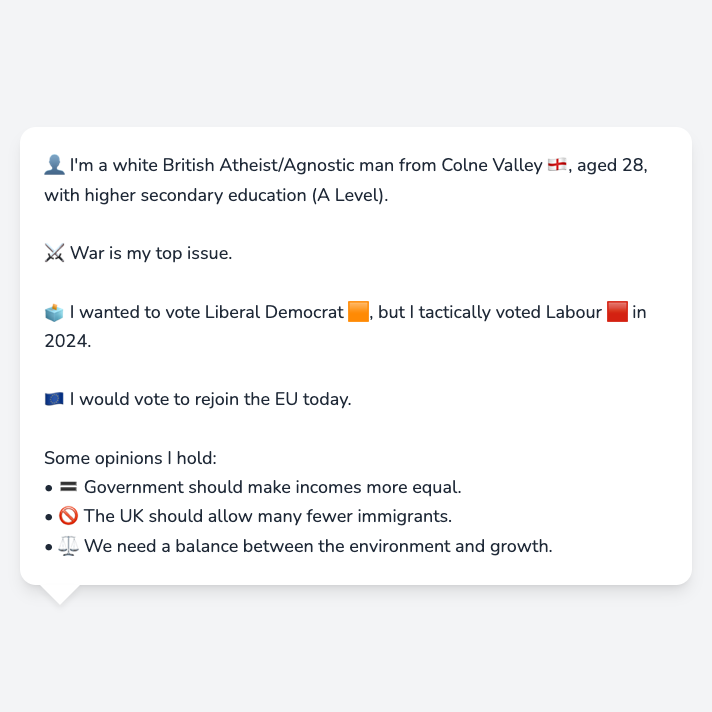 👤 I'm a white British Atheist/Agnostic man from Colne Valley 🏴󠁧󠁢󠁥󠁮󠁧󠁿, aged 28,
with higher secondary education (A Level).
⚔️ War is my top issue.
🗳️ I wanted to vote Liberal Democrat 🟧, but I tactically voted Labour 🟥 in
2024.
🇪🇺 I would vote to rejoin the EU today.
Some opinions I hold:
• 🟰 Government should make incomes more equal.
• 🚫 The UK should allow many fewer immigrants.
• ⚖️ We need a balance between the environment and growth.